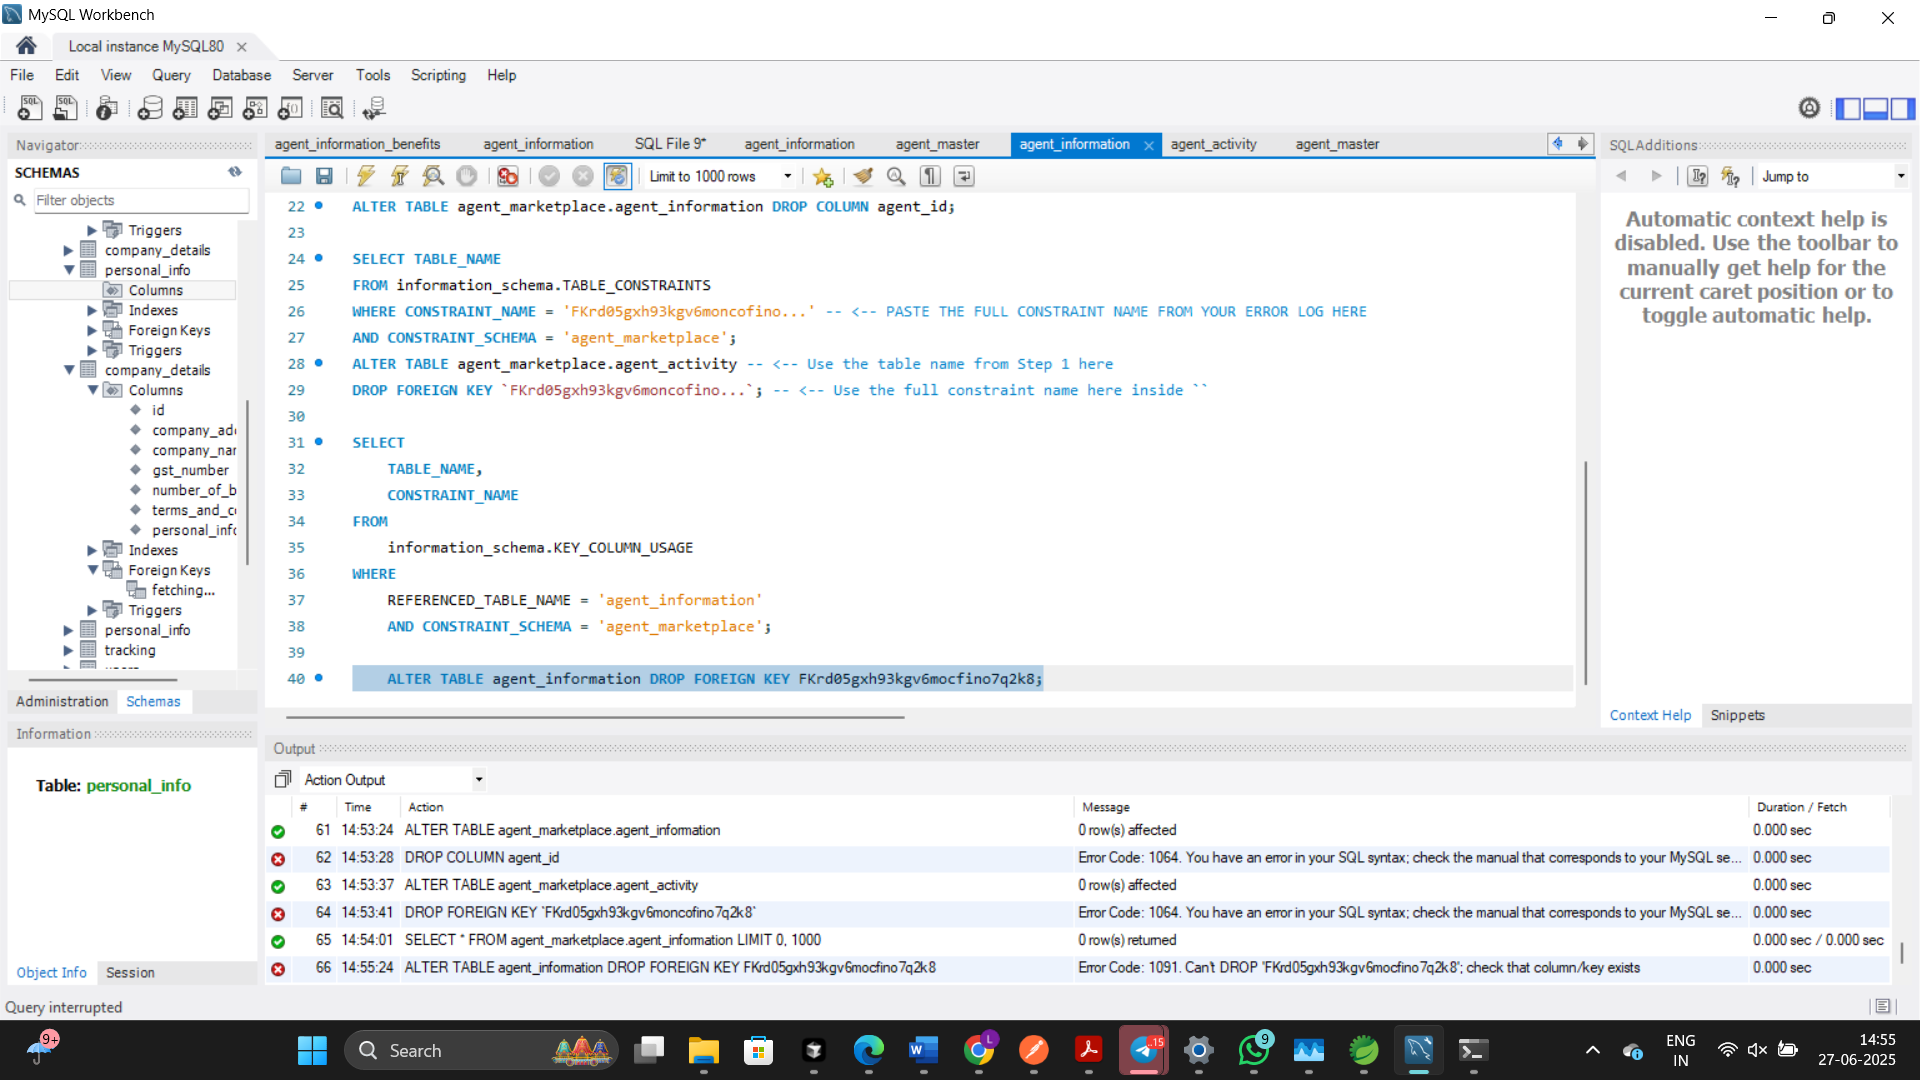 MySQL Workbench
Local instance MySQL80
File Edit View Query Database Server Tools Scripting Help
Navigator
SCHEMAS
Filter objects
Triggers
company_details
personal_info
Columns
Indexes
Foreign Keys
Triggers
company_details
Columns
id
company_add
company_nar
gst_number
number_of_b
terms_and_co
personal_info
Indexes
Foreign Keys
fetching...
Triggers
personal_info
tracking
Administration Schemas
Information
Table: personal_info
Object Info Session
Query interrupted
agent_information_benefits agent_information SQL File 9* agent_information agent_master agent_information agent_activity agent_master
Limit to 1000 rows
22 ALTER TABLE agent_marketplace.agent_information DROP COLUMN agent_id;
23
24 SELECT TABLE_NAME
25 FROM information_schema.TABLE_CONSTRAINTS
26 WHERE CONSTRAINT_NAME = 'FKrd05gxh93kgv6moncofino...' -- <-- PASTE THE FULL CONSTRAINT NAME FROM YOUR ERROR LOG HERE
27 AND CONSTRAINT_SCHEMA = 'agent_marketplace';
28 ALTER TABLE agent_marketplace.agent_activity -- <-- Use the table name from Step 1 here
29 DROP FOREIGN KEY `FKrd05gxh93kgv6moncofino...`; -- <-- Use the full constraint name here inside ``
30
31 SELECT
32 TABLE_NAME,
33 CONSTRAINT_NAME
34 FROM
35 information_schema.KEY_COLUMN_USAGE
36 WHERE
37 REFERENCED_TABLE_NAME = 'agent_information'
38 AND CONSTRAINT_SCHEMA = 'agent_marketplace';
39
40 ALTER TABLE agent_information DROP FOREIGN KEY FKrd05gxh93kgv6mocfino7q2k8;
SQLAdditions
Jump to
Automatic context help is
disabled. Use the toolbar to
manually get help for the
current caret position or to
toggle automatic help.
Context Help Snippets
Output
Action Output
# Time Action Message Duration / Fetch
61 14:53:24 ALTER TABLE agent_marketplace.agent_information 0 row(s) affected 0.000 sec
62 14:53:28 DROP COLUMN agent_id Error Code: 1064. You have an error in your SQL syntax; check the manual that corresponds to your MySQL se... 0.000 sec
63 14:53:37 ALTER TABLE agent_marketplace.agent_activity 0 row(s) affected 0.000 sec
64 14:53:41 DROP FOREIGN KEY `FKrd05gxh93kgv6moncofino7q2k8` Error Code: 1064. You have an error in your SQL syntax; check the manual that corresponds to your MySQL se... 0.000 sec
65 14:54:01 SELECT * FROM agent_marketplace.agent_information LIMIT 0, 1000 0 row(s) returned 0.000 sec / 0.000 sec
66 14:55:24 ALTER TABLE agent_information DROP FOREIGN KEY FKrd05gxh93kgv6mocfino7q2k8 Error Code: 1091. Can't DROP 'FKrd05gxh93kgv6mocfino7q2k8'; check that column/key exists 0.000 sec
9+
Search
L
..15
9
ENG
IN
14:55
27-06-2025